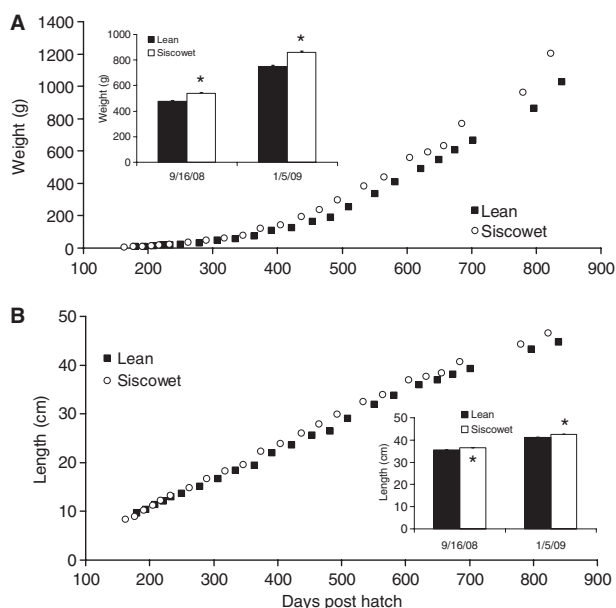 A
1400
1200
1000
800
600
400
200
0
Weight (g)
100 200 300 400 500 600 700 800 900
Lean
Siscowet
1000
800
600
400
200
0
Weight (g)
Lean
Siscowet
*
*
9/16/08 1/5/09
B
50
40
30
20
10
0
Length (cm)
Lean
Siscowet
50
40
30
20
10
0
Length (cm)
Lean
Siscowet
*
*
9/16/08 1/5/09
100 200 300 400 500 600 700 800 900
Days post hatch